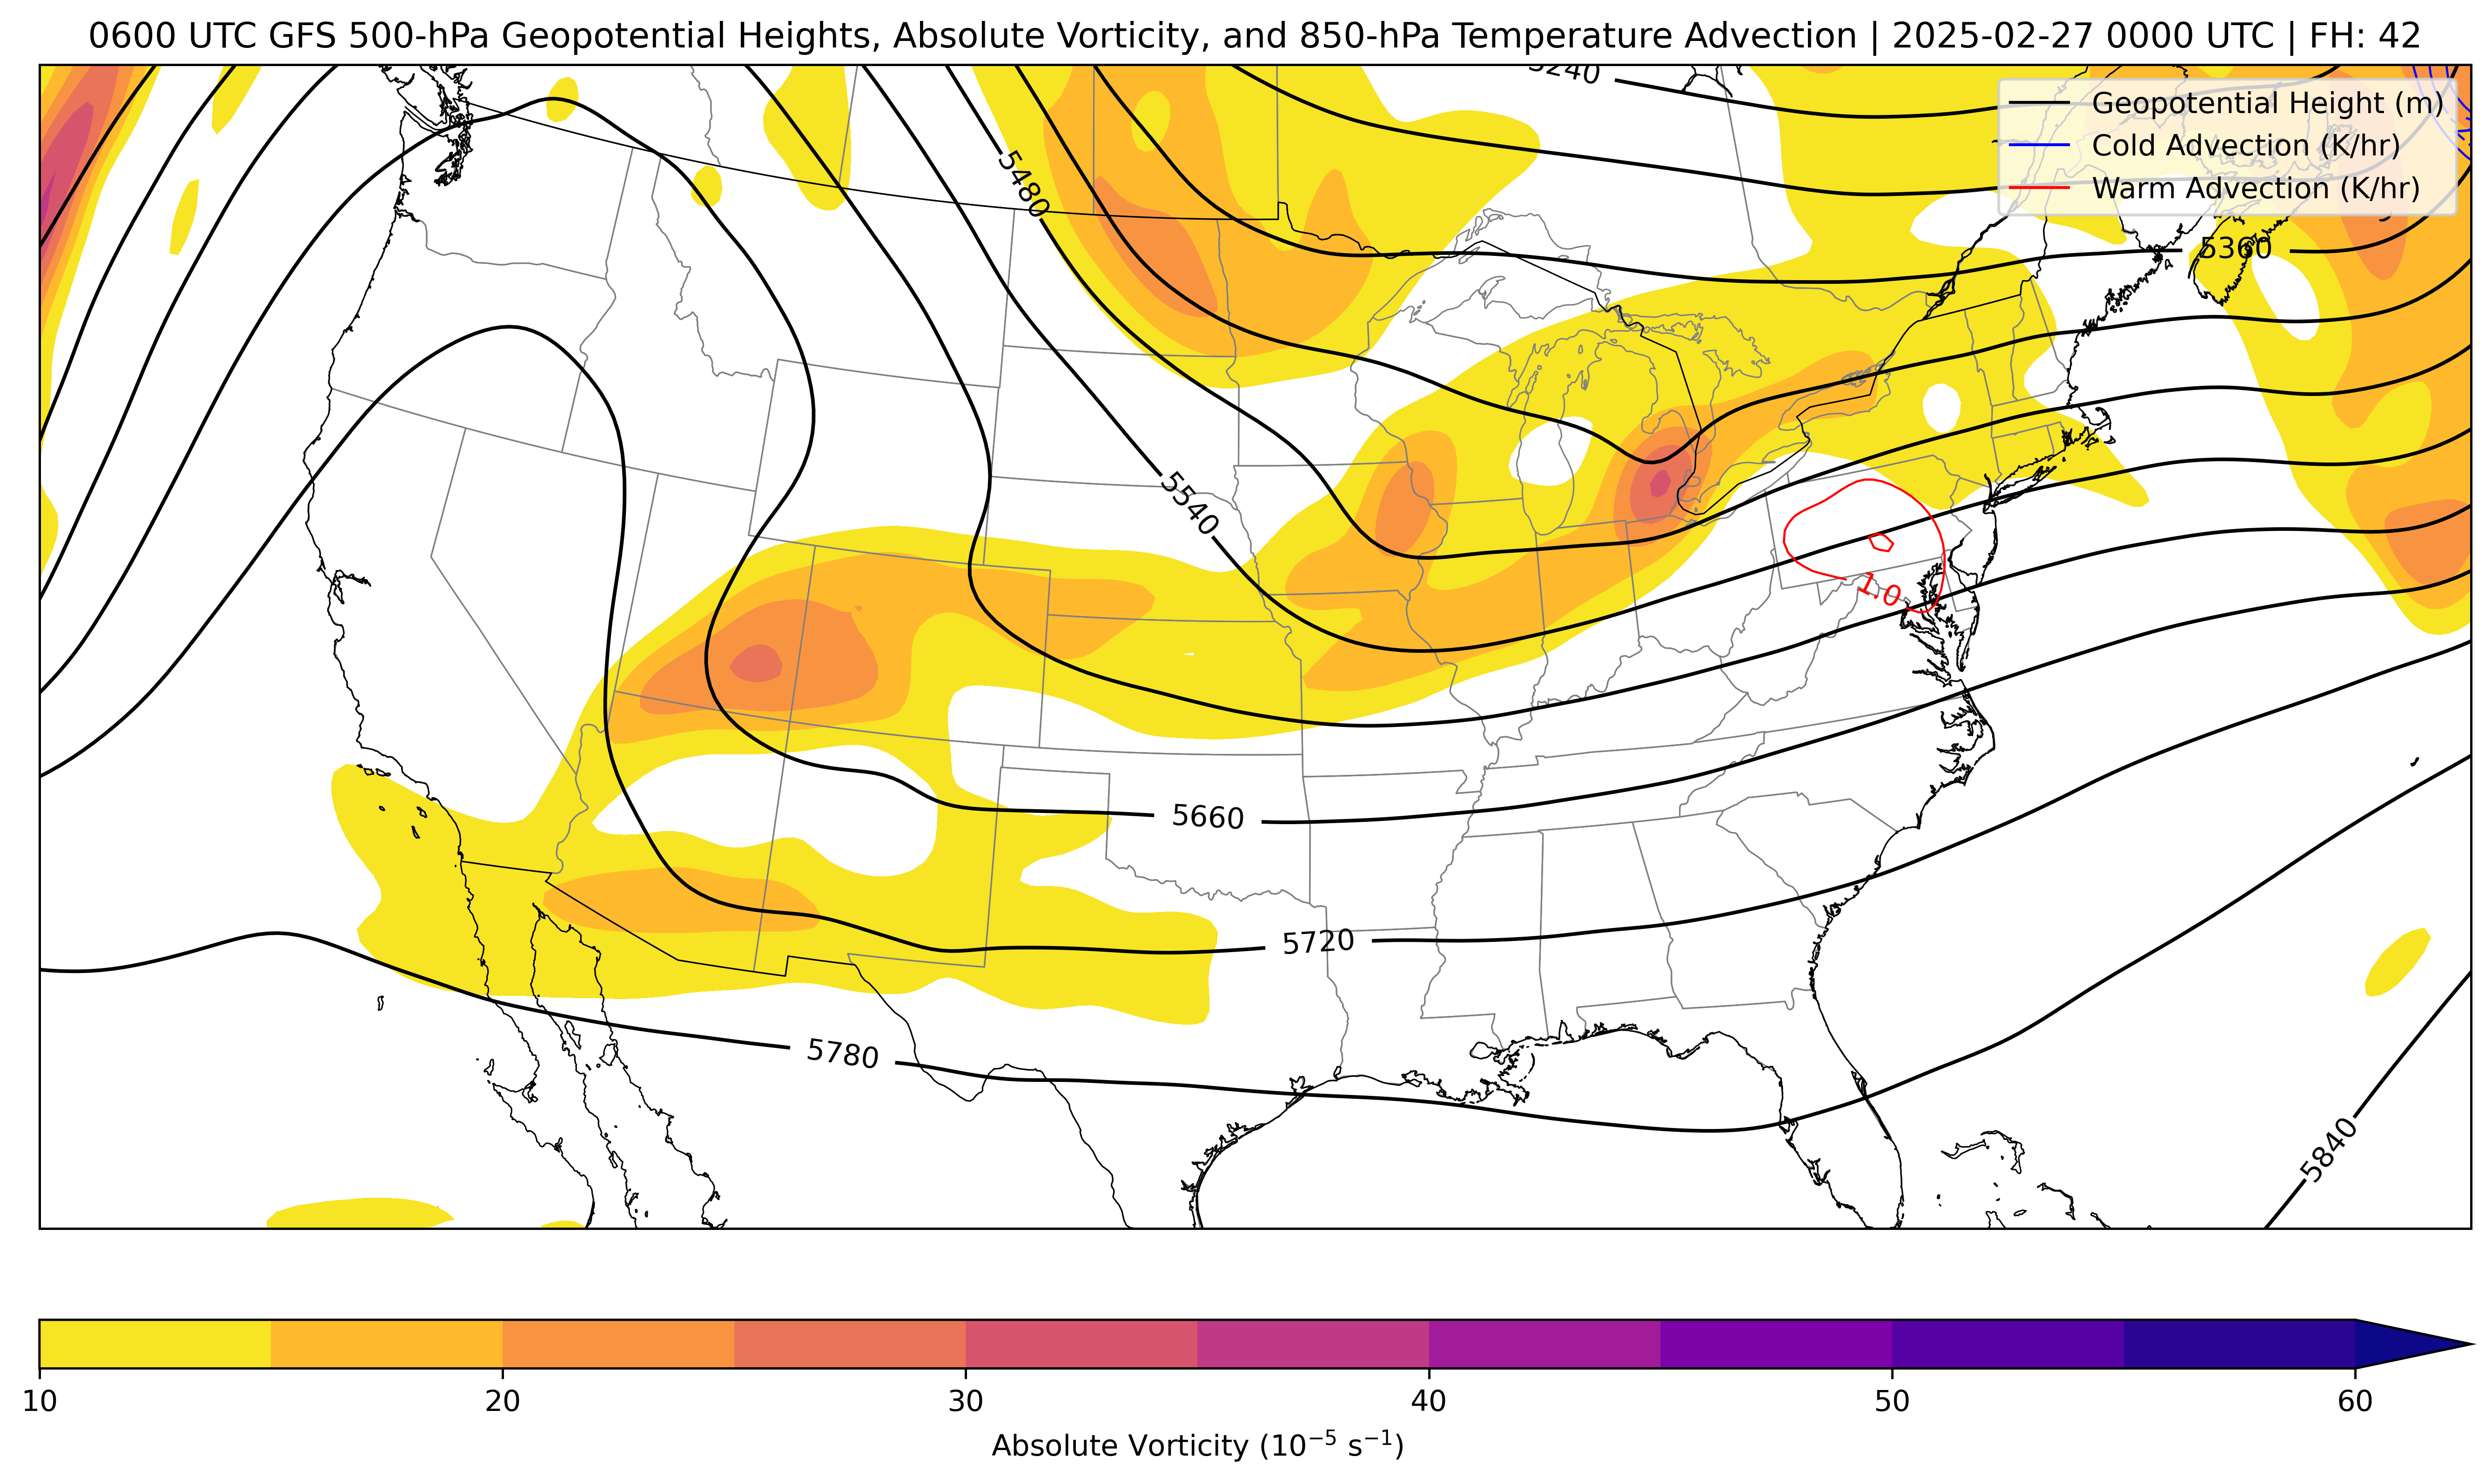 0600 UTC GFS 500-hPa Geopotential Heights, Absolute Vorticity, and 850-hPa Temperature Advection | 2025-02-27 0000 UTC | FH: 42
5240
Geopotential Height (m)
Cold Advection (K/hr)
Warm Advection (K/hr)
5480
5360
5540
1.0
5660
5720
5780
5840
10 20 30 40 50 60
Absolute Vorticity (10⁻⁵ s⁻¹)